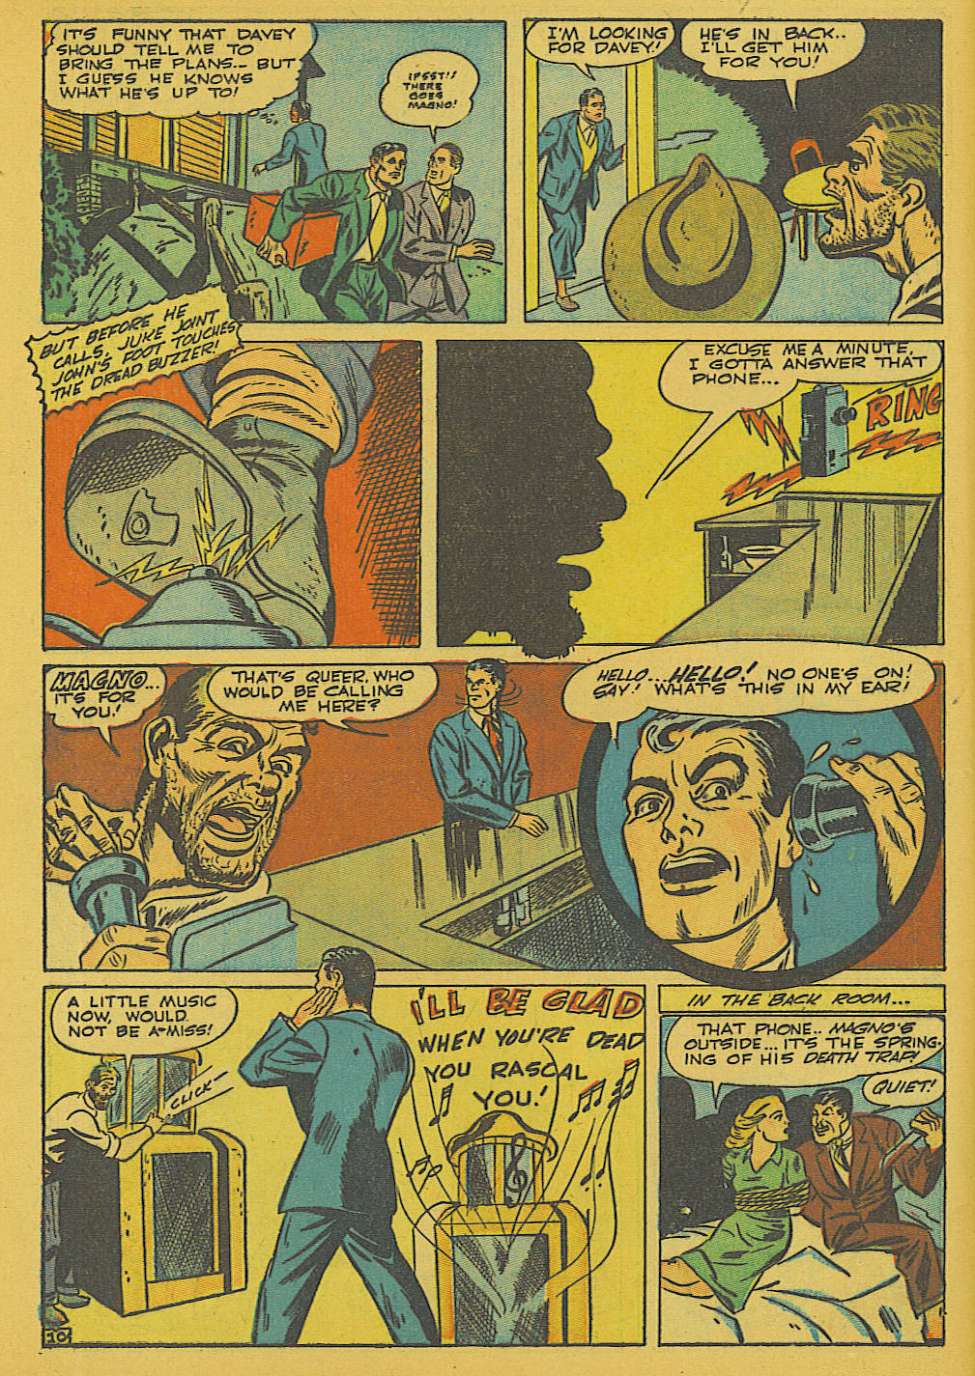 IT'S FUNNY THAT DAVEY
SHOULD TELL ME TO
BRING THE PLANS... BUT
I GUESS HE KNOWS
WHAT HE'S UP TO!
(PSST!!
THERE
GOES
MAGNO!
I'M LOOKING
FOR DAVEY!
HE'S IN BACK..
I'LL GET HIM
FOR YOU!
BUT BEFORE HE
CALLS, JUKE JOINT
JOHN'S FOOT TOUCHES
THE DREAD BUZZER!
EXCUSE ME A MINUTE,
I GOTTA ANSWER THAT
PHONE...
RING
MAGNO...
IT'S FOR
YOU!
THAT'S QUEER, WHO
WOULD BE CALLING
ME HERE?
HELLO...HELLO! NO ONE'S ON!
SAY! WHAT'S THIS IN MY EAR!
A LITTLE MUSIC
NOW, WOULD
NOT BE A-MISS!
CLICK—
I'LL BE GLAD
WHEN YOU'RE DEAD
YOU RASCAL
YOU!
IN THE BACK ROOM...
THAT PHONE.. MAGNO'S
OUTSIDE... IT'S THE SPRING-
ING OF HIS DEATH TRAP!
QUIET!
10